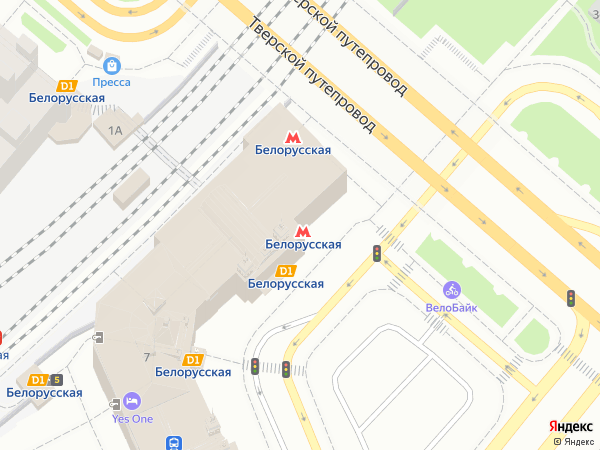 Тверской путепровод
Тверской путепровод
Пресса
D1
Белорусская
1А
Белорусская
Белорусская
D1
Белорусская
ВелоБайк
7
D1
Белорусская
D1 5
Белорусская
Yes One
Яндекс